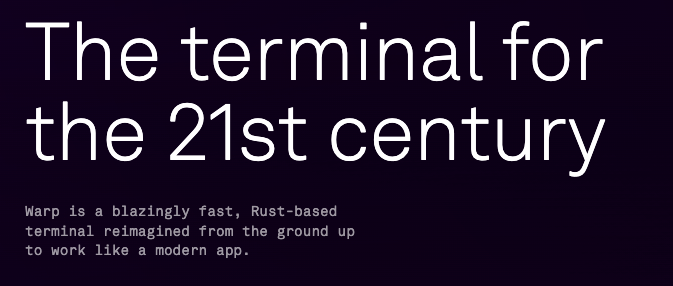 The terminal for
the 21st century
Warp is a blazingly fast, Rust-based
terminal reimagined from the ground up
to work like a modern app.